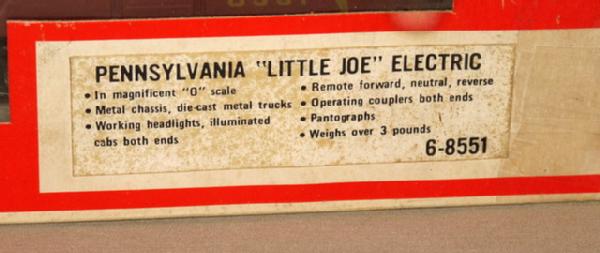 PENNSYLVANIA "LITTLE JOE" ELECTRIC
• In magnificent "O" scale
• Metal chassis, die-cast metal trucks
• Working headlights, illuminated
cabs both ends
• Remote forward, neutral, reverse
• Operating couplers both ends
• Pantographs
• Weighs over 3 pounds
6-8551